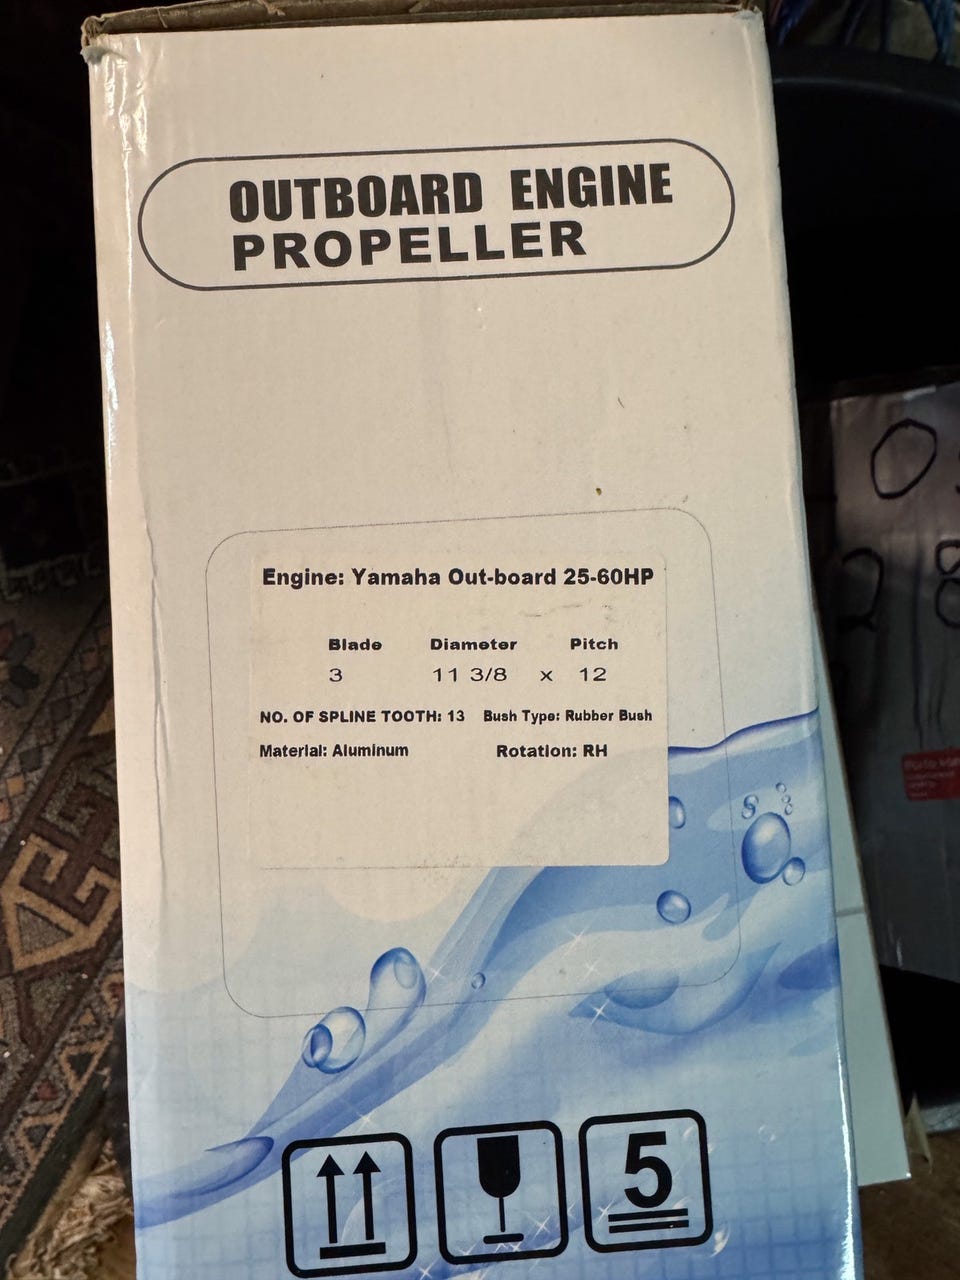 OUTBOARD ENGINE
PROPELLER
Engine: Yamaha Out-board 25-60HP
Blade Diameter Pitch
3 11 3/8 x 12
NO. OF SPLINE TOOTH: 13 Bush Type: Rubber Bush
Material: Aluminum Rotation: RH
5